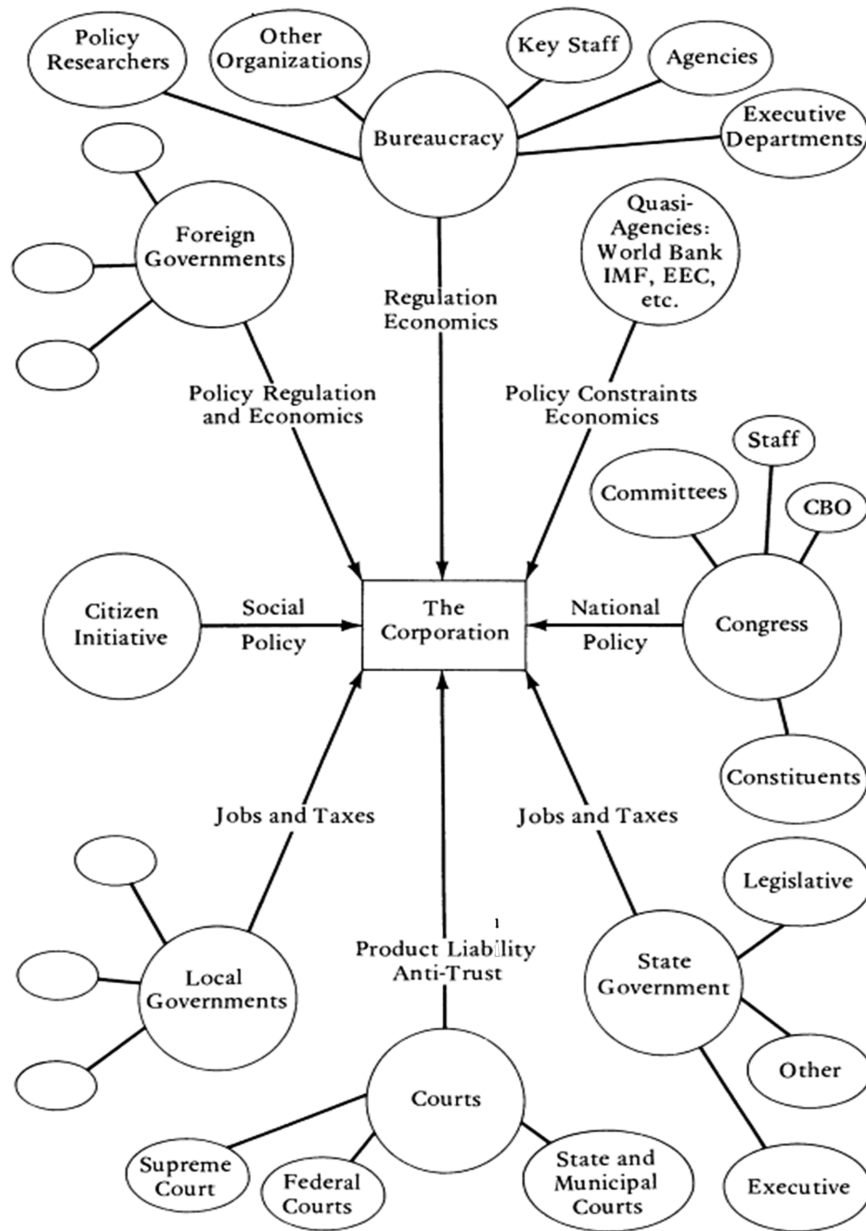 Policy
Researchers
Other
Organizations
Key Staff
Agencies
Executive
Departments
Bureaucracy
Foreign
Governments
Quasi-
Agencies:
World Bank
IMF, EEC,
etc.
Regulation
Economics
Policy Regulation
and Economics
Policy Constraints
Economics
Staff
Committees
CBO
Citizen
Initiative
Social
Policy
The
Corporation
National
Policy
Congress
Constituents
Jobs and Taxes
Jobs and Taxes
Legislative
Product Liability
Anti-Trust
Local
Governments
State
Government
Other
Courts
Supreme
Court
Federal
Courts
State and
Municipal
Courts
Executive